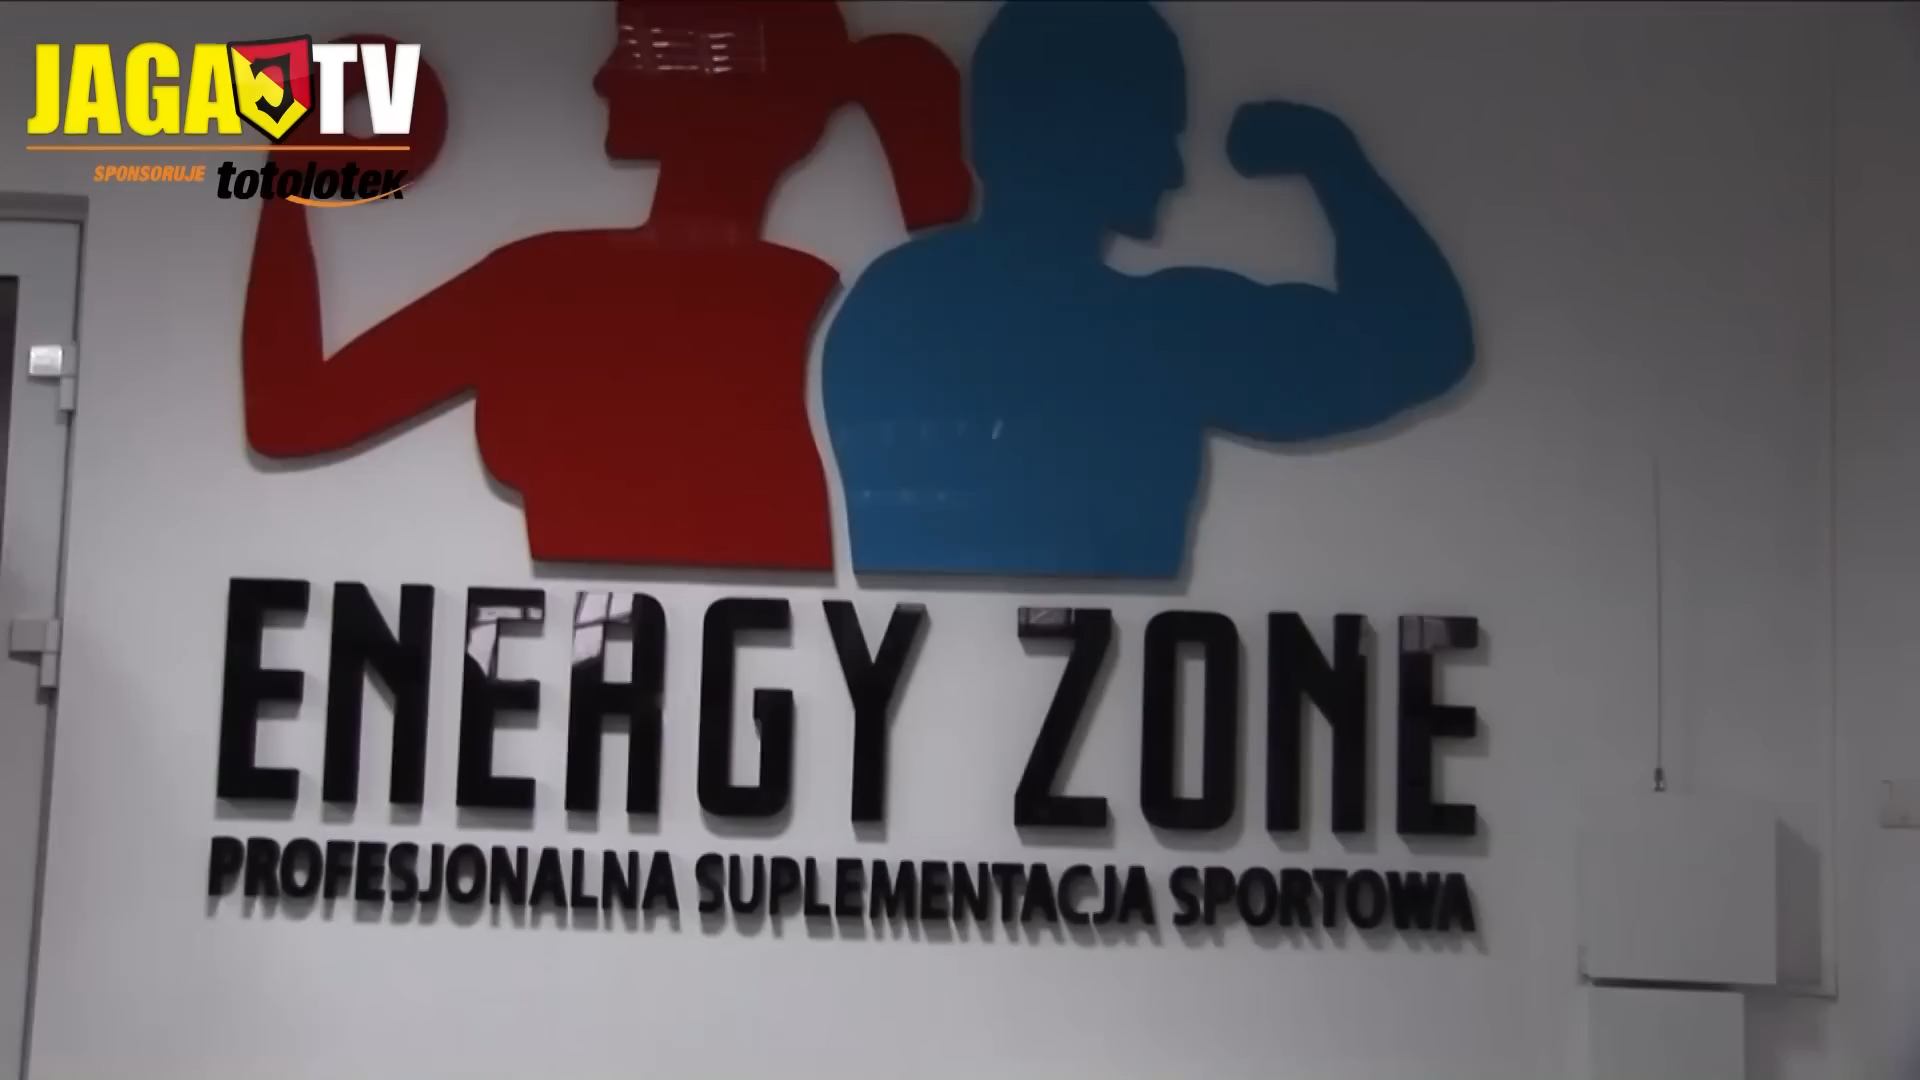 JAGA TV
SPONSORUJE totolotek
ENERGY ZONE
PROFESJONALNA SUPLEMENTACJA SPORTOWA